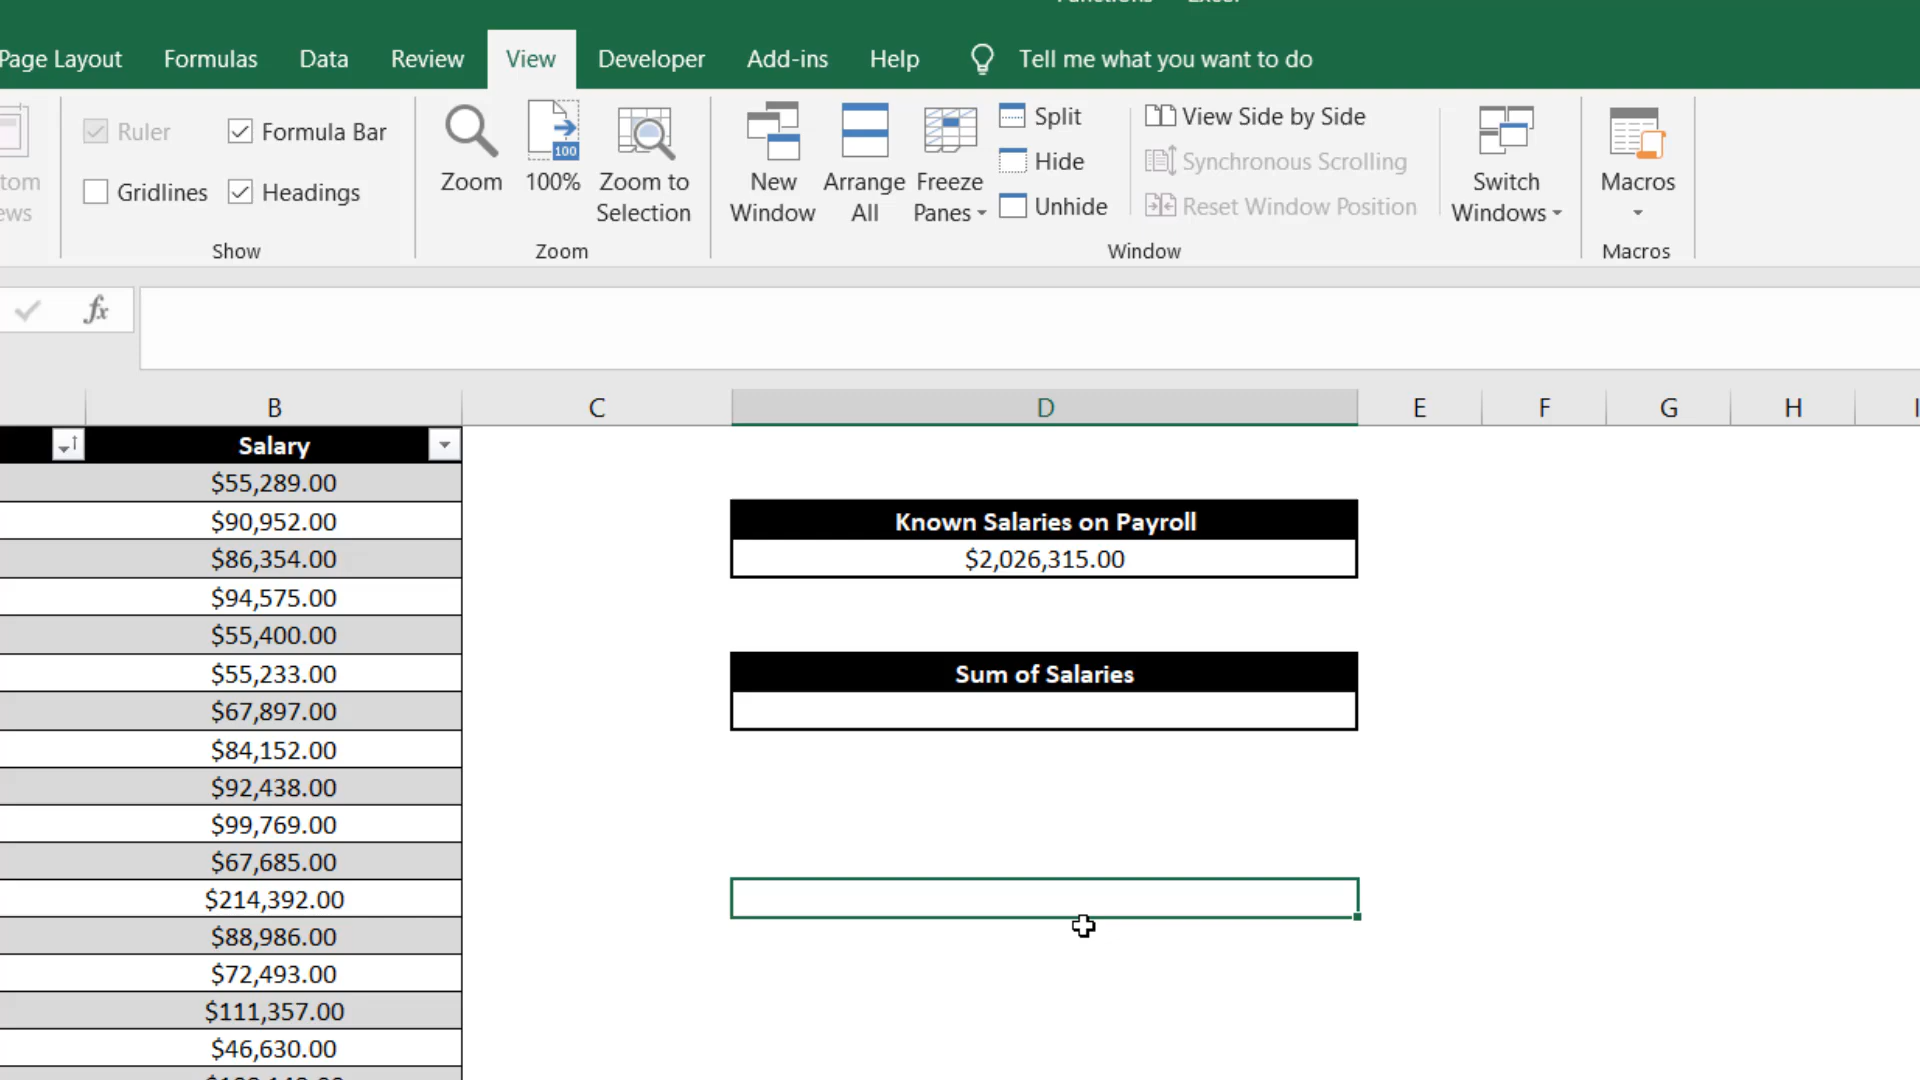 Page Layout Formulas Data Review View Developer Add-ins Help Tell me what you want to do
Ruler Formula Bar
Gridlines Headings
Show
Zoom
100
100%
Zoom to
Selection
Zoom
New
Window
Arrange
All
Freeze
Panes
Split
Hide
Unhide
View Side by Side
Synchronous Scrolling
Reset Window Position
Window
Switch
Windows
Macros
Macros
fx
B C D E F G H
Salary
$55,289.00
$90,952.00
$86,354.00
$94,575.00
$55,400.00
$55,233.00
$67,897.00
$84,152.00
$92,438.00
$99,769.00
$67,685.00
$214,392.00
$88,986.00
$72,493.00
$111,357.00
$46,630.00
Known Salaries on Payroll
$2,026,315.00
Sum of Salaries